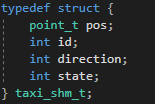 typedef struct {
    point_t pos;
    int id;
    int direction;
    int state;
} taxi_shm_t;